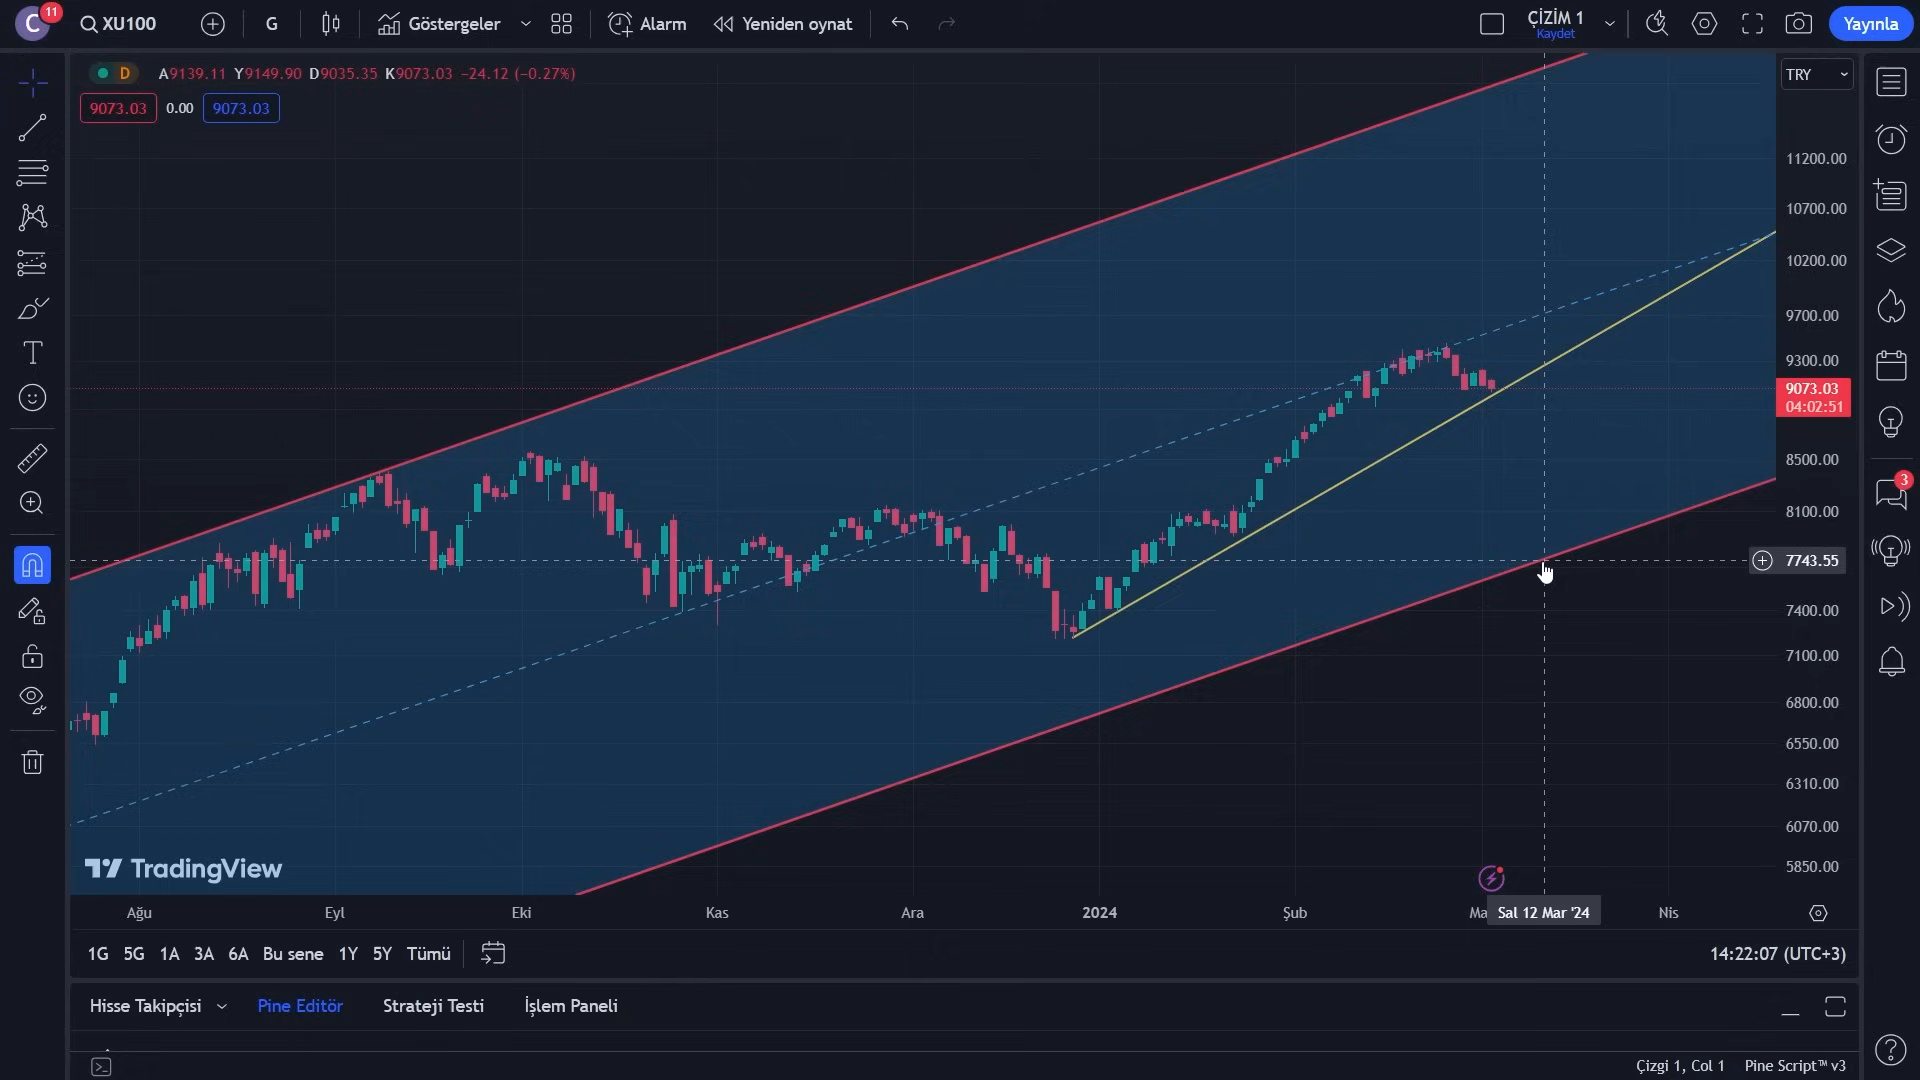 C 11 XU100 G Göstergeler Alarm Yeniden oynat ÇİZİM 1 Yayınla
Kaydet
D A9139.11 Y9149.90 D9035.35 K9073.03 −24.12 (−0.27%)
TRY
9073.03 0.00 9073.03
11200.00
10700.00
10200.00
9700.00
9300.00
9073.03
04:02:51
8500.00
3
8100.00
7743.55
7400.00
7100.00
6800.00
6550.00
6310.00
6070.00
5850.00
TradingView
Ağu Eyl Eki Kas Ara 2024 Şub Ma Sal 12 Mar '24 Nis
1G 5G 1A 3A 6A Bu sene 1Y 5Y Tümü 14:22:07 (UTC+3)
Hisse Takipçisi Pine Editör Strateji Testi İşlem Paneli
Çizgi 1, Col 1 Pine Script™ v3